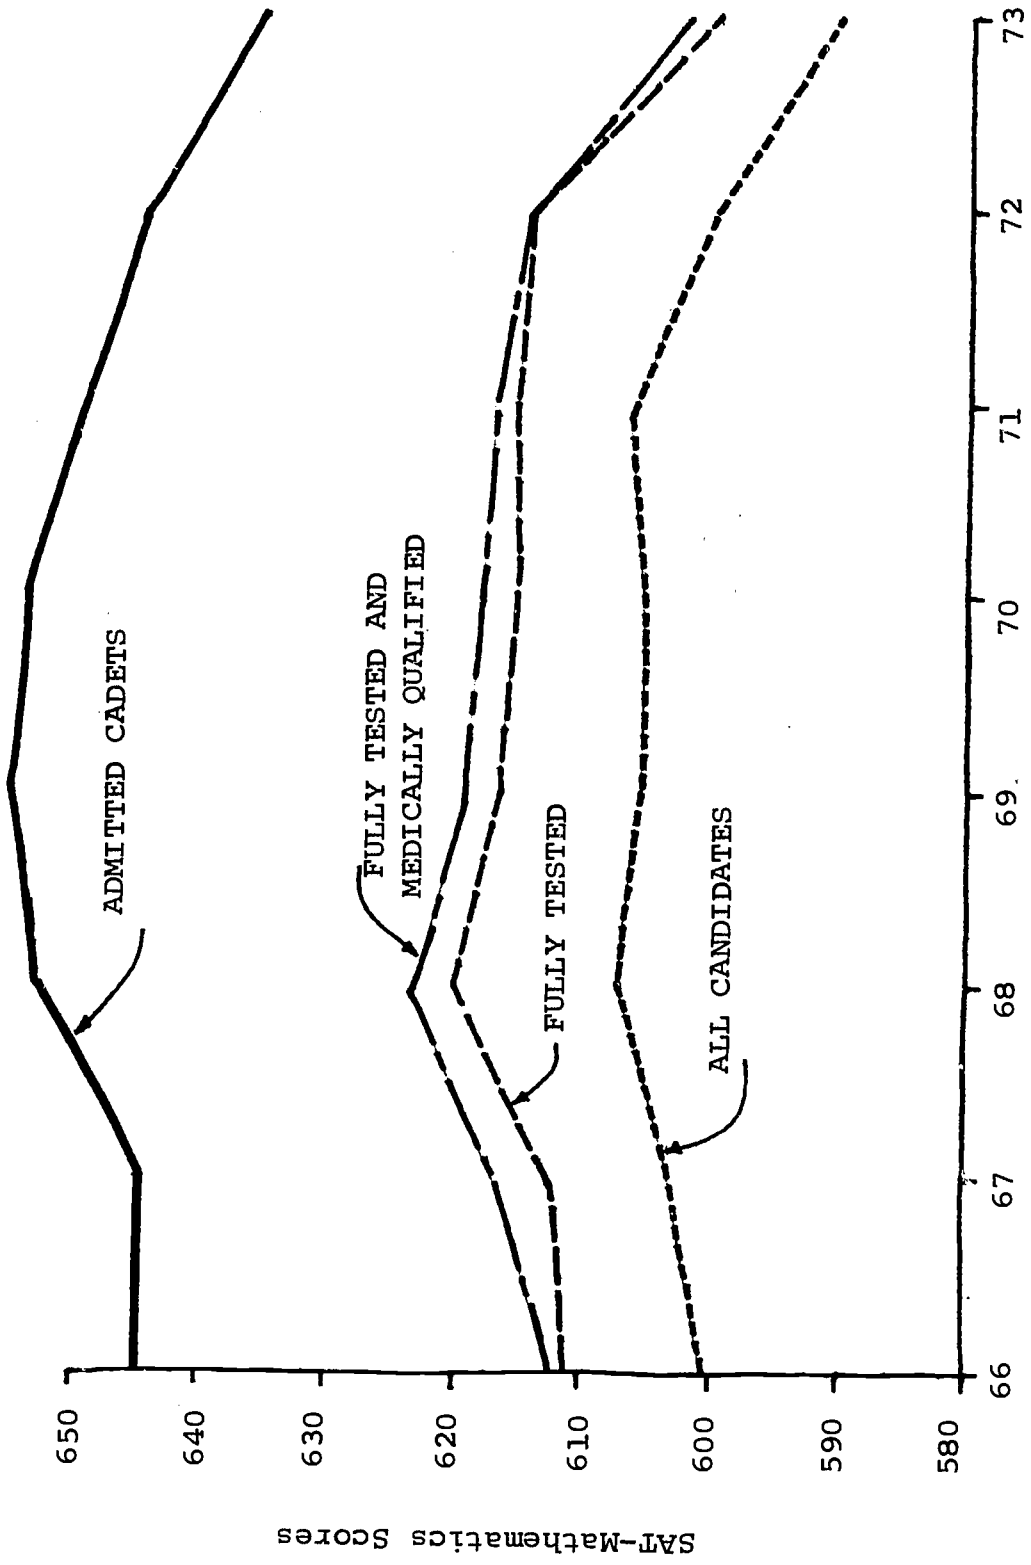 SAT-Mathematics Scores
650
640
630
620
610
600
590
580
ADMITTED CADETS
FULLY TESTED AND
MEDICALLY QUALIFIED
FULLY TESTED
ALL CANDIDATES
66
67
68
69.
70
71
72
73